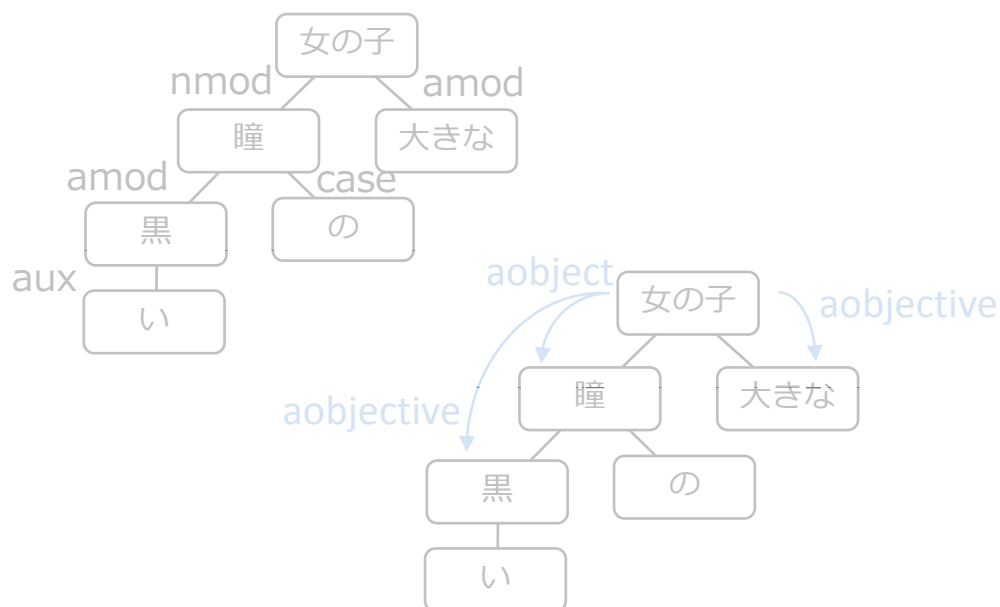 女の子
nmod
amod
瞳
大きな
amod
case
黒
の
aux
い
aobject
女の子
aobjective
瞳
大きな
aobjective
黒
の
い